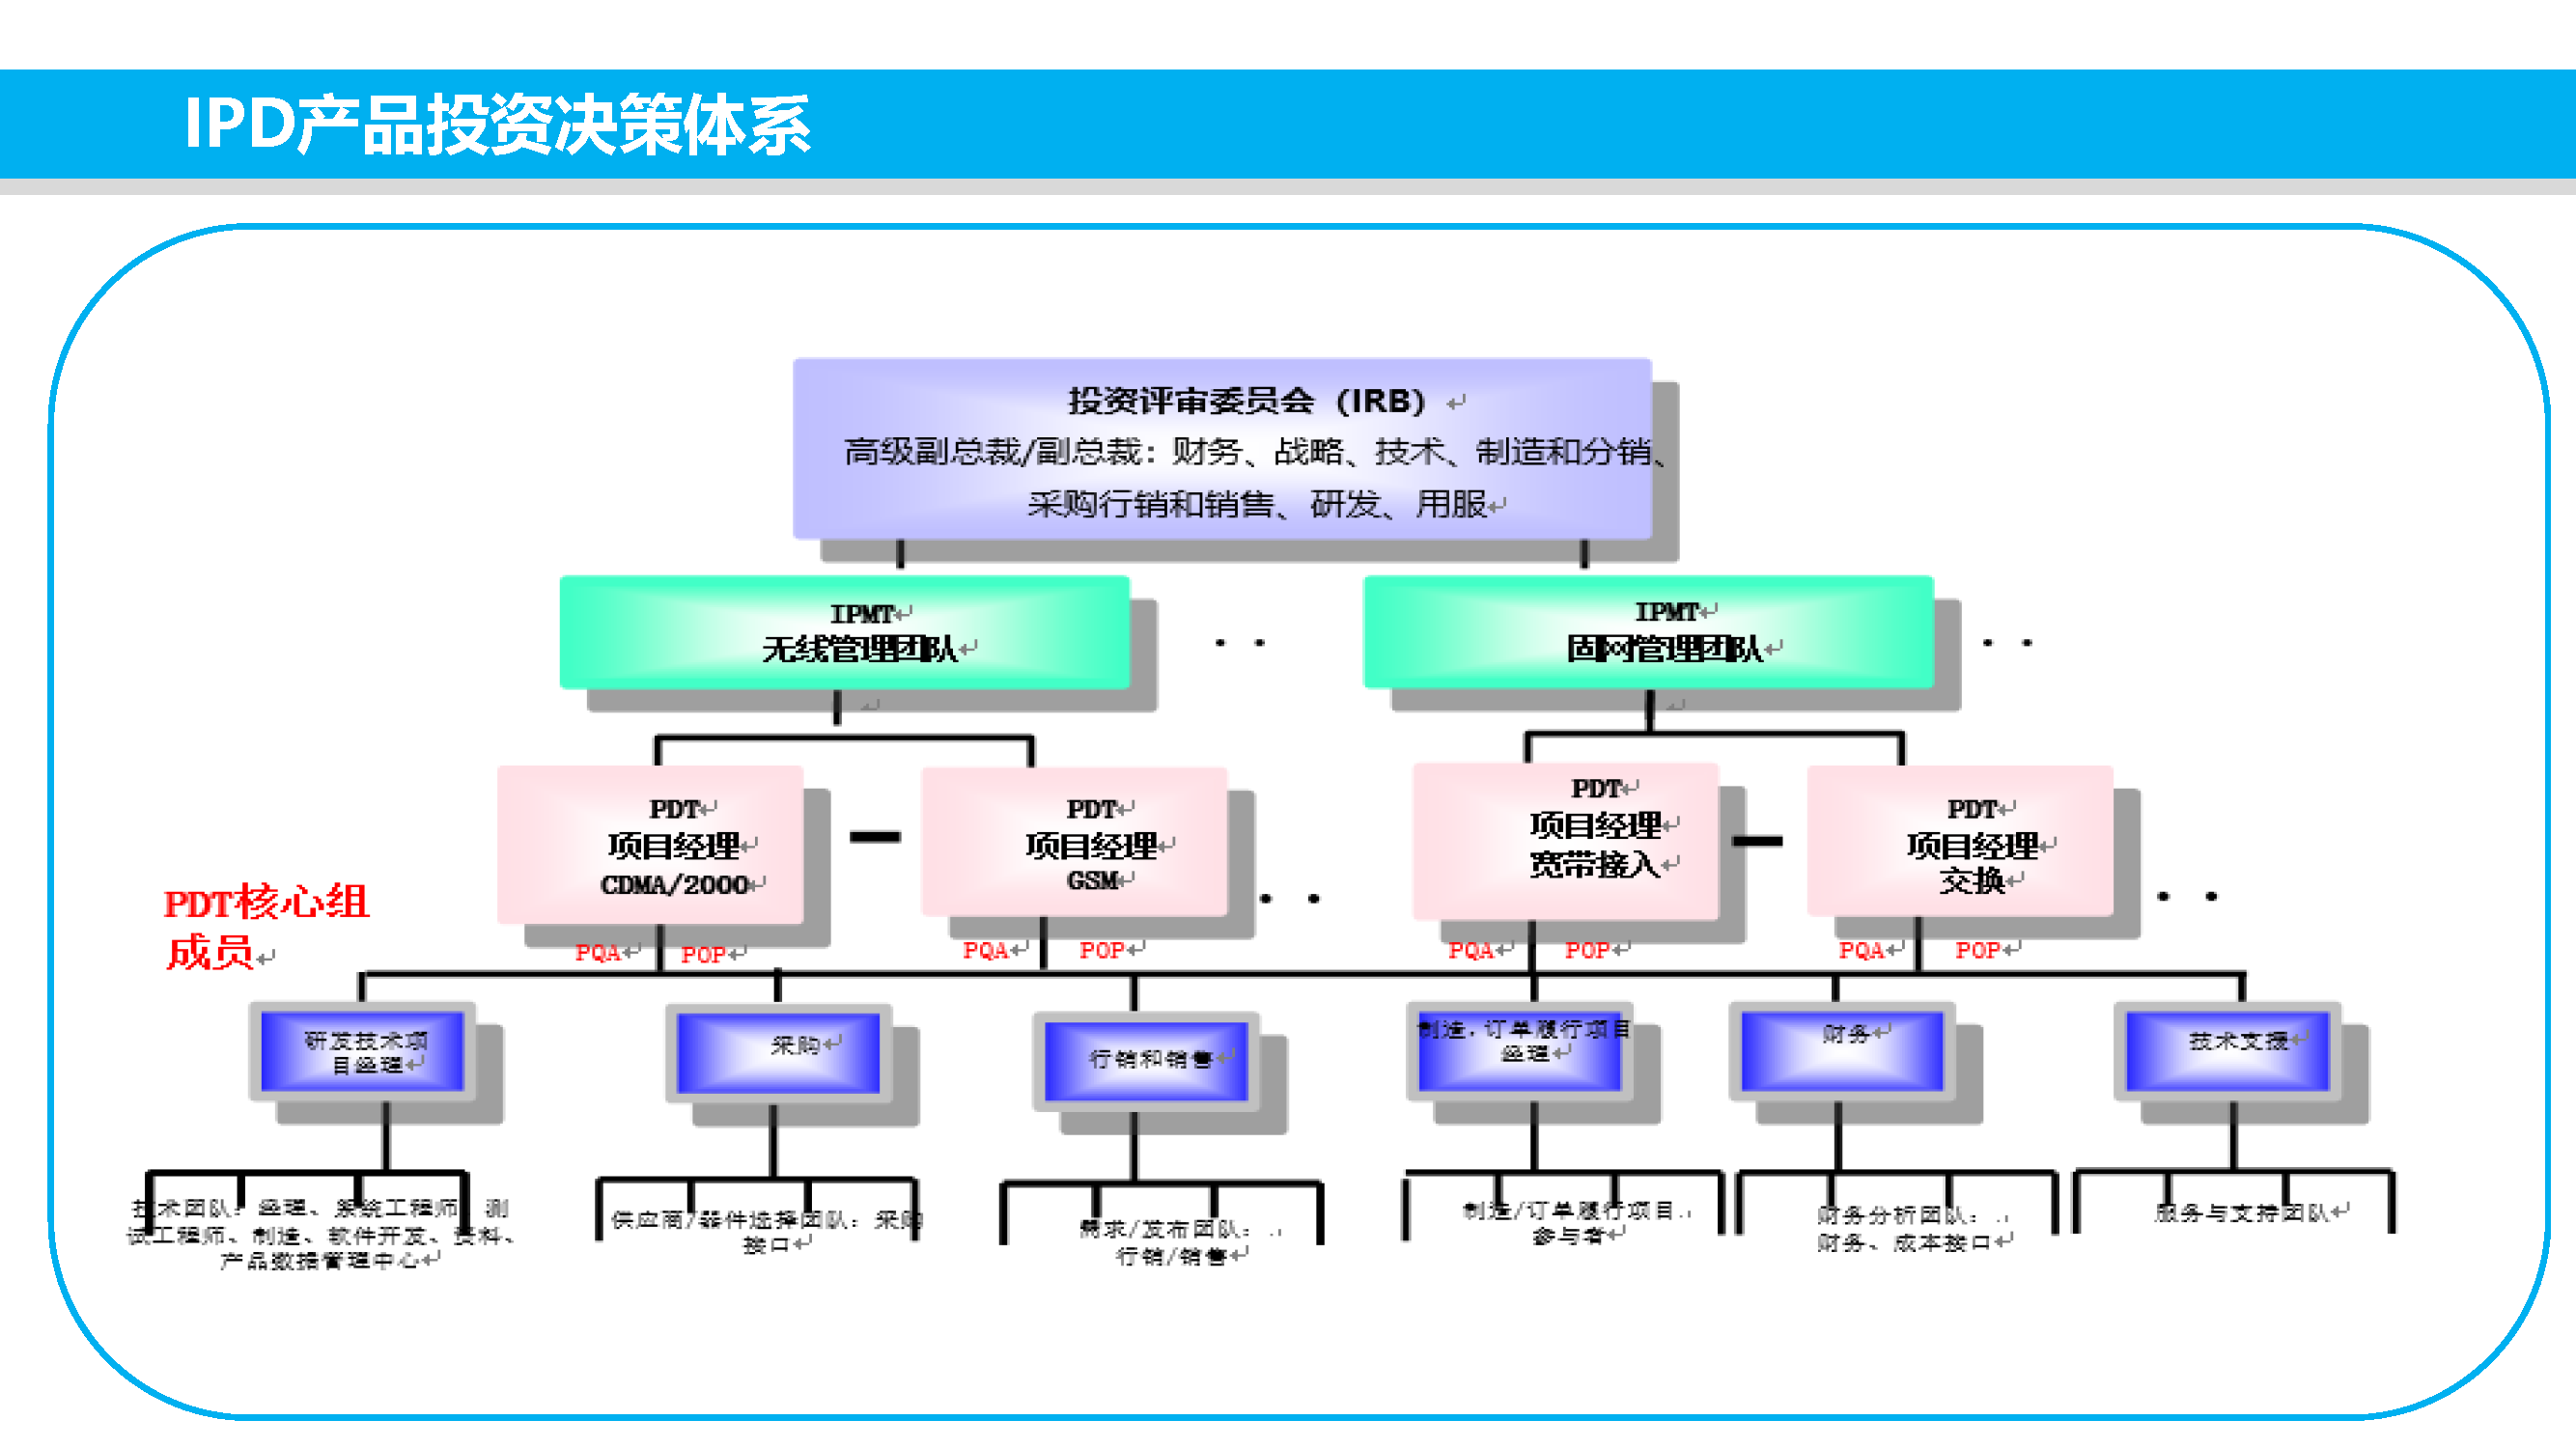 IPD产品投资决策体系
投资评审委员会（IRB）
高级副总裁/副总裁：财务、战略、技术、制造和分销、
采购行销和销售、研发、用服
IPMT
无线管理团队
. .
IPMT
固网管理团队
. .
PDT
项目经理
CDMA/2000
PDT
项目经理
GSM
. .
PDT
项目经理
宽带接入
PDT
项目经理
交换
. .
PDT核心组
成员
PQA
POP
PQA
POP
PQA
POP
PQA
POP
研发技术项
目经理
采购
行销和销售
制造，订单履行项目
经理
财务
技术支援
技术团队：经理、系统工程师、测
试工程师、制造、软件开发、资料、
产品数据管理中心
供应商/器件选择团队：采购
接口
需求/发布团队：..
行销/销售
制造/订单履行项目..
参与者
财务分析团队：..
财务、成本接口
服务与支持团队